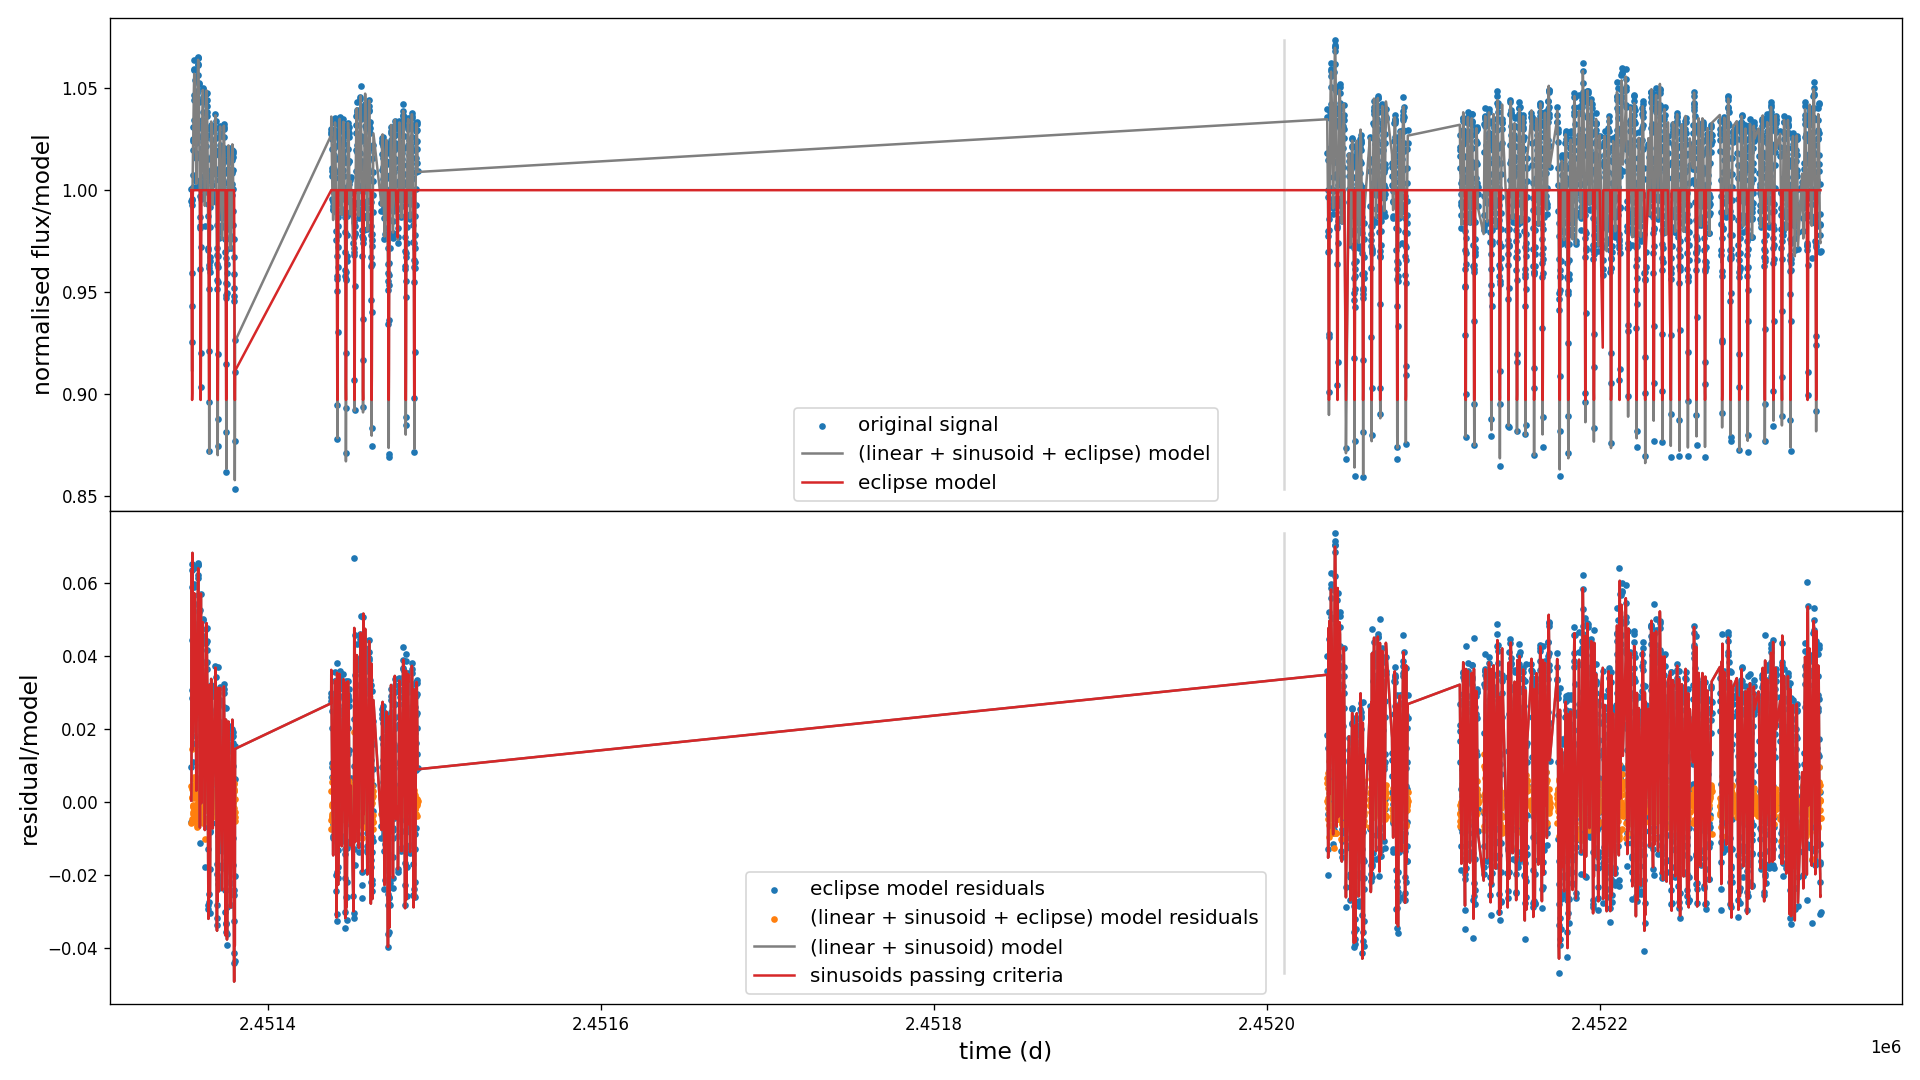 normalised flux/model
1.05
1.00
0.95
0.90
0.85
original signal
(linear + sinusoid + eclipse) model
eclipse model
residual/model
0.06
0.04
0.02
0.00
−0.02
−0.04
eclipse model residuals
(linear + sinusoid + eclipse) model residuals
(linear + sinusoid) model
sinusoids passing criteria
2.4514
2.4516
2.4518
2.4520
2.4522
1e6
time (d)